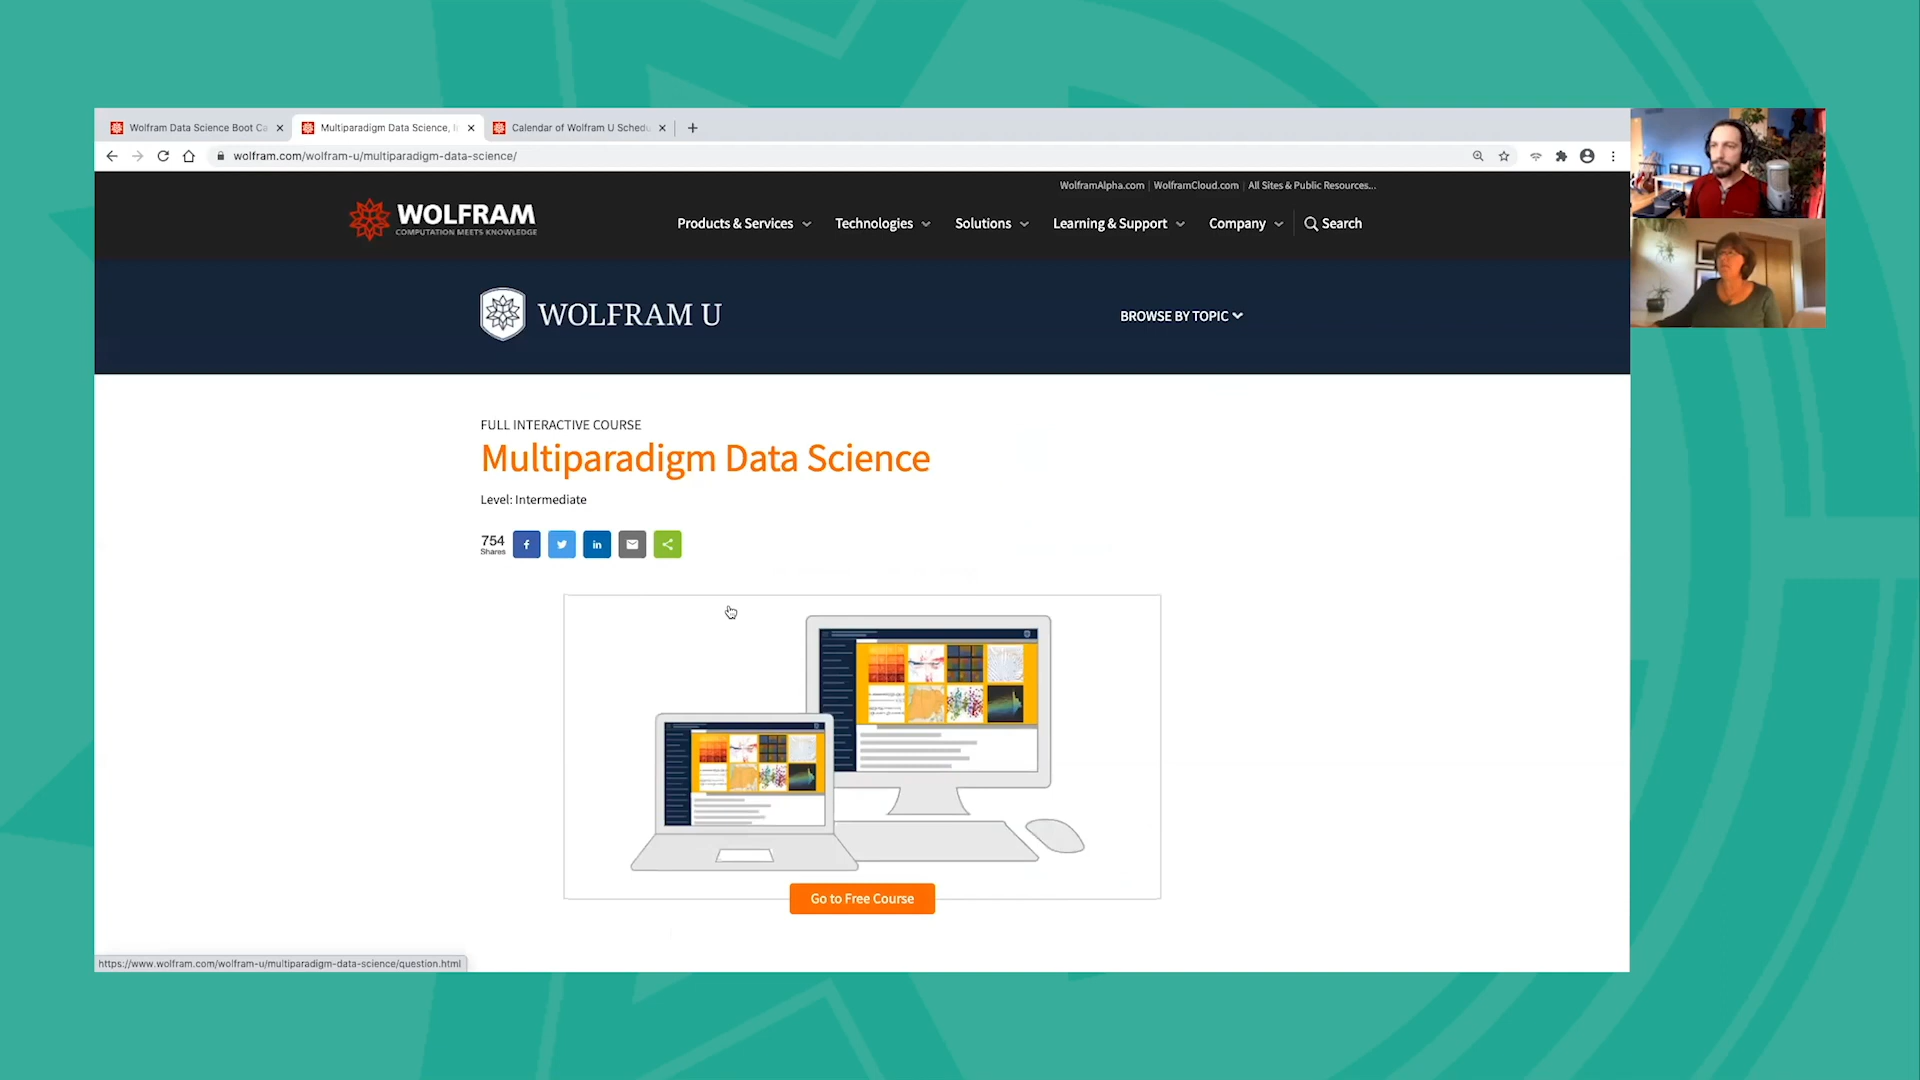 Wolfram Data Science Boot Ca
Multiparadigm Data Science, I
Calendar of Wolfram U Schedu
wolfram.com/wolfram-u/multiparadigm-data-science/
WolframAlpha.com | WolframCloud.com | All Sites & Public Resources...
WOLFRAM
COMPUTATION MEETS KNOWLEDGE
Products & Services
Technologies
Solutions
Learning & Support
Company
Search
WOLFRAM U
BROWSE BY TOPIC
FULL INTERACTIVE COURSE
Multiparadigm Data Science
Level: Intermediate
754
Shares
Go to Free Course
https://www.wolfram.com/wolfram-u/multiparadigm-data-science/question.html